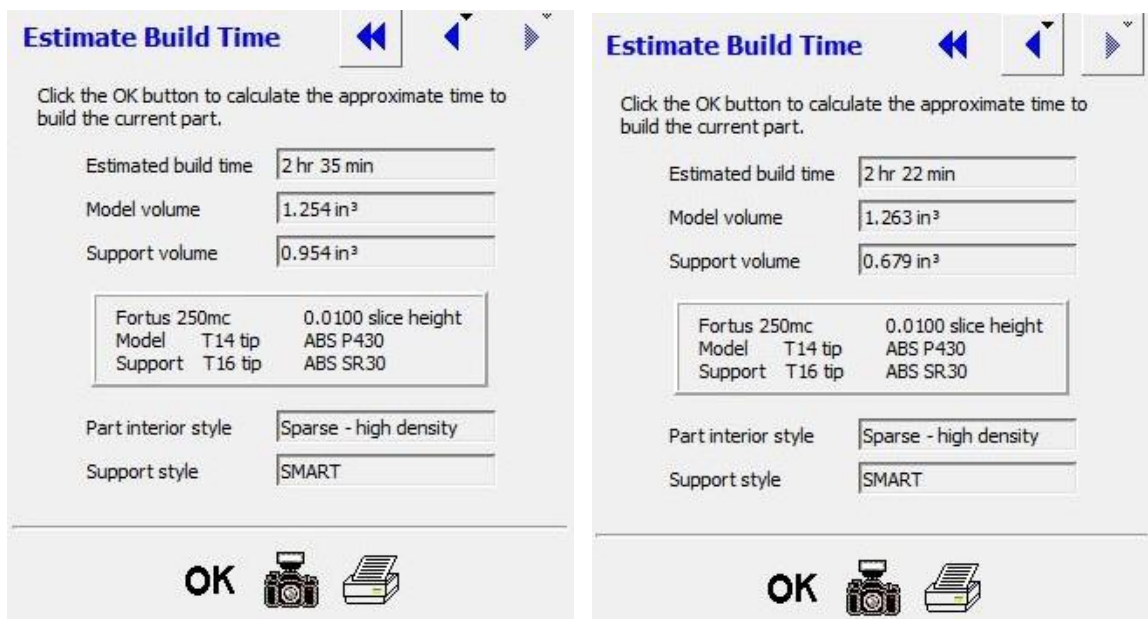 Estimate Build Time
Click the OK button to calculate the approximate time to
build the current part.
Estimated build time 2 hr 35 min
Model volume 1.254 in³
Support volume 0.954 in³
Fortus 250mc 0.0100 slice height
Model T14 tip ABS P430
Support T16 tip ABS SR30
Part interior style Sparse - high density
Support style SMART
OK
Estimate Build Time
Click the OK button to calculate the approximate time to
build the current part.
Estimated build time 2 hr 22 min
Model volume 1.263 in³
Support volume 0.679 in³
Fortus 250mc 0.0100 slice height
Model T14 tip ABS P430
Support T16 tip ABS SR30
Part interior style Sparse - high density
Support style SMART
OK